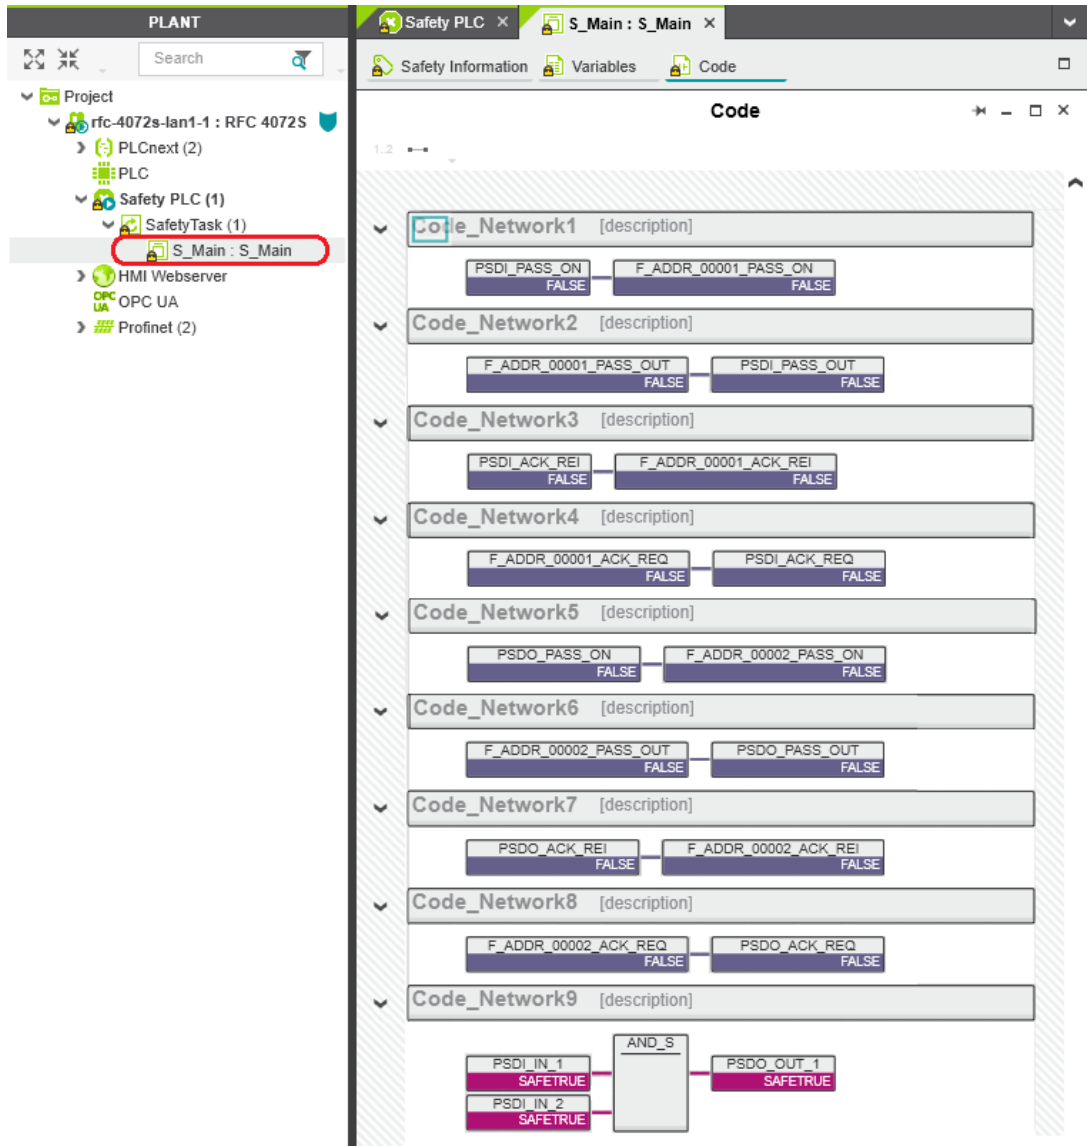 PLANT
Search
Project
rfc-4072s-lan1-1 : RFC 4072S
PLCnext (2)
PLC
Safety PLC (1)
SafetyTask (1)
S_Main : S_Main
HMI Webserver
OPC UA OPC UA
Profinet (2)
Safety PLC S_Main : S_Main
Safety Information Variables Code
Code
1..2
Code_Network1 [description]
PSDI_PASS_ON F_ADDR_00001_PASS_ON
FALSE FALSE
Code_Network2 [description]
F_ADDR_00001_PASS_OUT PSDI_PASS_OUT
FALSE FALSE
Code_Network3 [description]
PSDI_ACK_REI F_ADDR_00001_ACK_REI
FALSE FALSE
Code_Network4 [description]
F_ADDR_00001_ACK_REQ PSDI_ACK_REQ
FALSE FALSE
Code_Network5 [description]
PSDO_PASS_ON F_ADDR_00002_PASS_ON
FALSE FALSE
Code_Network6 [description]
F_ADDR_00002_PASS_OUT PSDO_PASS_OUT
FALSE FALSE
Code_Network7 [description]
PSDO_ACK_REI F_ADDR_00002_ACK_REI
FALSE FALSE
Code_Network8 [description]
F_ADDR_00002_ACK_REQ PSDO_ACK_REQ
FALSE FALSE
Code_Network9 [description]
AND_S
PSDI_IN_1 PSDO_OUT_1
SAFETRUE SAFETRUE
PSDI_IN_2
SAFETRUE